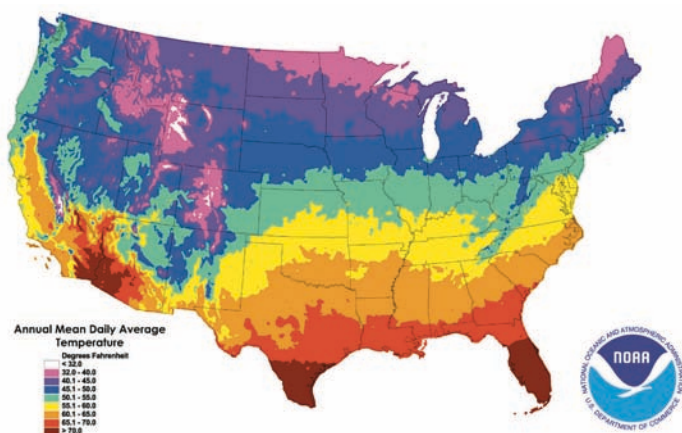 Annual Mean Daily Average
Temperature
Degrees Fahrenheit
< 32.0
32.0 - 40.0
40.1 - 45.0
45.1 - 50.0
50.1 - 55.0
55.1 - 60.0
60.1 - 65.0
65.1 - 70.0
> 70.0
NATIONAL OCEANIC AND ATMOSPHERIC ADMINISTRATION
NOAA
U.S. DEPARTMENT OF COMMERCE